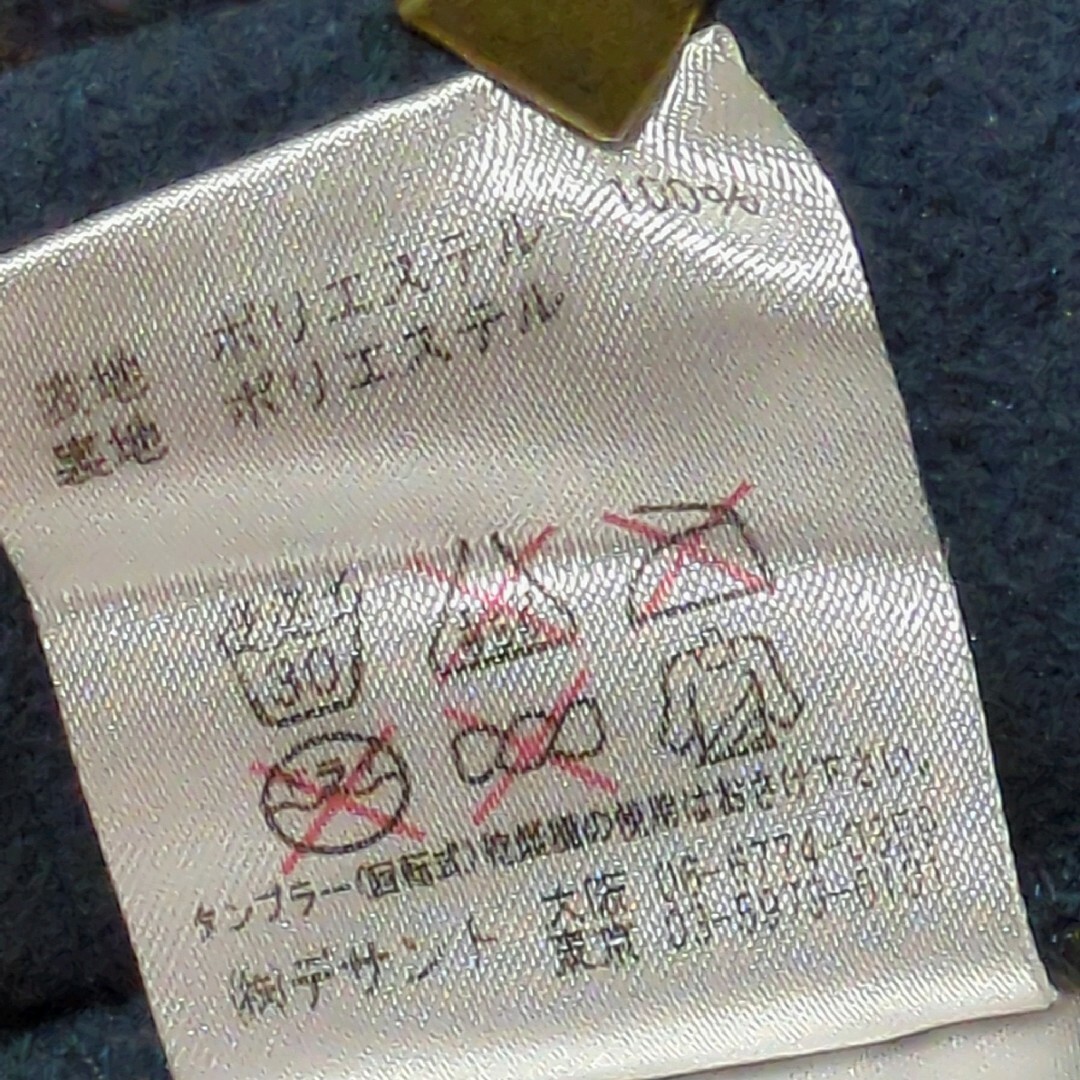 100%
表地 ポリエステル
裏地 ポリエステル
30
タンブラー(回転式)乾燥機の使用はおさけ下さい。
(株)デサント 大阪
東京